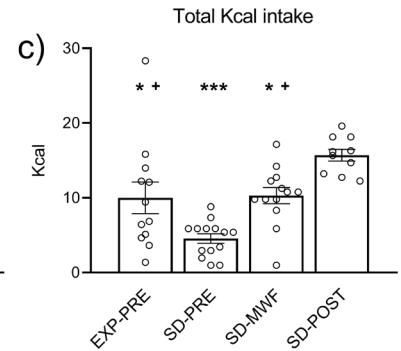 Total Kcal intake
c)
30
20
10
0
Kcal
* +
***
* +
EXP-PRE
SD-PRE
SD-MWF
SD-POST